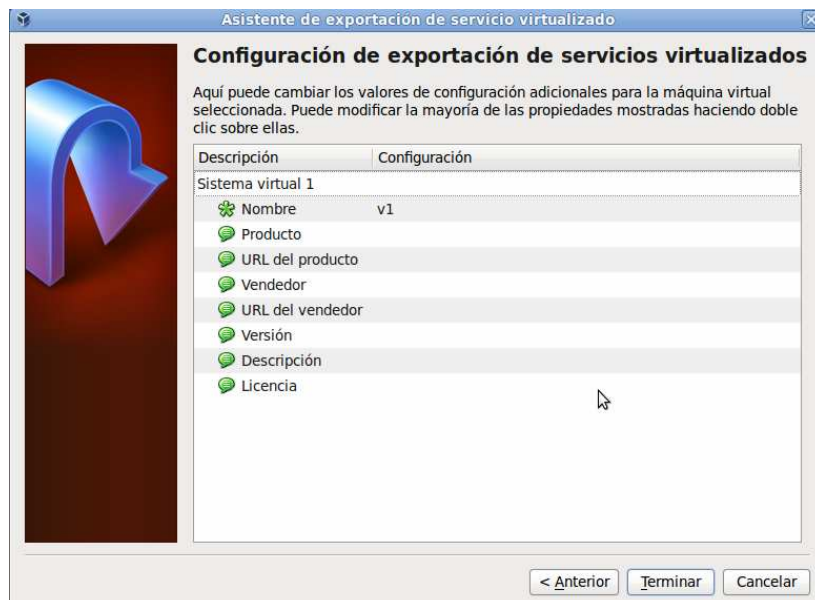 Asistente de exportación de servicio virtualizado
Configuración de exportación de servicios virtualizados
Aquí puede cambiar los valores de configuración adicionales para la máquina virtual
seleccionada. Puede modificar la mayoría de las propiedades mostradas haciendo doble
clic sobre ellas.
Descripción Configuración
Sistema virtual 1
Nombre v1
Producto
URL del producto
Vendedor
URL del vendedor
Versión
Descripción
Licencia
< Anterior Terminar Cancelar